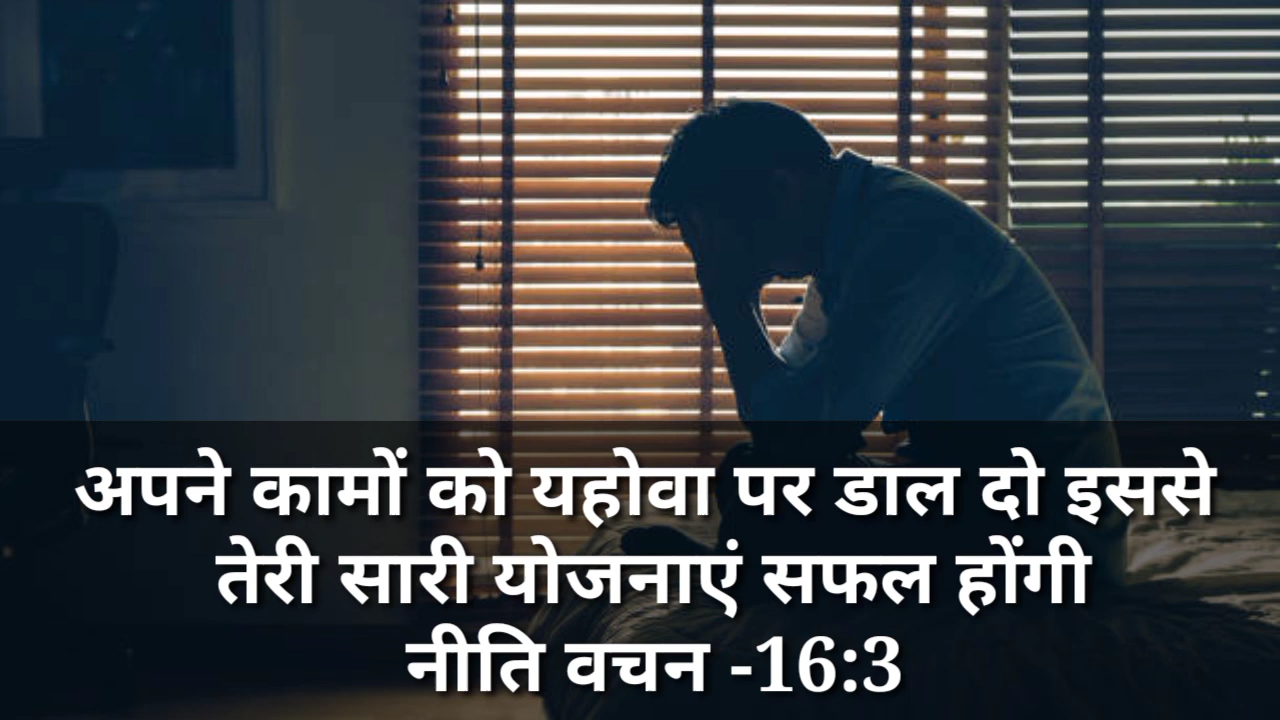 अपने कामों को यहोवा पर डाल दो इससे
तेरी सारी योजनाएं सफल होंगी
नीति वचन -16:3